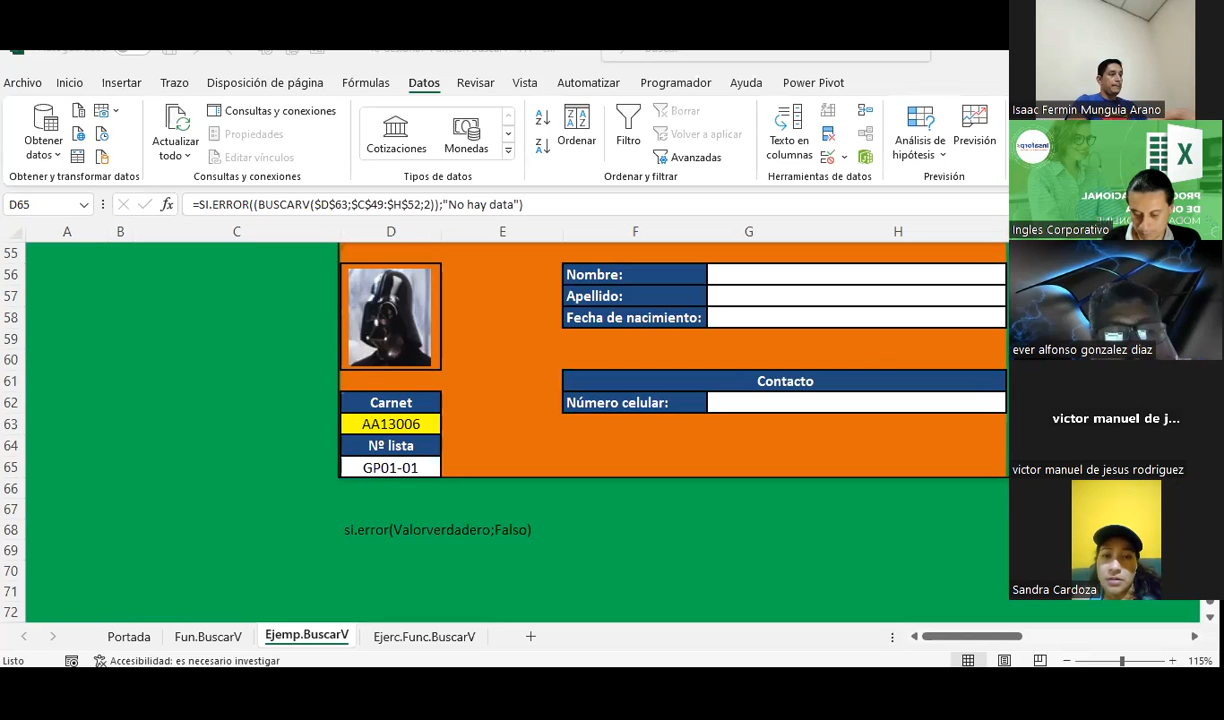 Archivo Inicio Insertar Trazo Disposición de página Fórmulas Datos Revisar Vista Automatizar Programador Ayuda Power Pivot
Obtener datos
Actualizar todo
Consultas y conexiones
Propiedades
Editar vínculos
Cotizaciones
Monedas
Ordenar
Filtro
Borrar
Volver a aplicar
Avanzadas
Texto en columnas
Análisis de hipótesis
Previsión
Obtener y transformar datos Consultas y conexiones Tipos de datos Ordenar y filtrar Herramientas de datos Previsión
D65 fx =SI.ERROR((BUSCARV($D$63;$C$49:$H$52;2));"No hay data")
A B C D E F G H
55
56 Nombre:
57 Apellido:
58 Fecha de nacimiento:
59
60
61 Contacto
62 Carnet Número celular:
63 AA13006
64 Nº lista
65 GP01-01
66
67
68 si.error(Valorverdadero;Falso)
69
70
71
72
Portada Fun.BuscarV Ejemp.BuscarV Ejerc.Func.BuscarV
Listo Accesibilidad: es necesario investigar 115%
Isaac Fermin Munguia Arano
X
Ingles Corporativo
ever alfonso gonzalez diaz
victor manuel de j...
victor manuel de jesus rodriguez
Sandra Cardoza